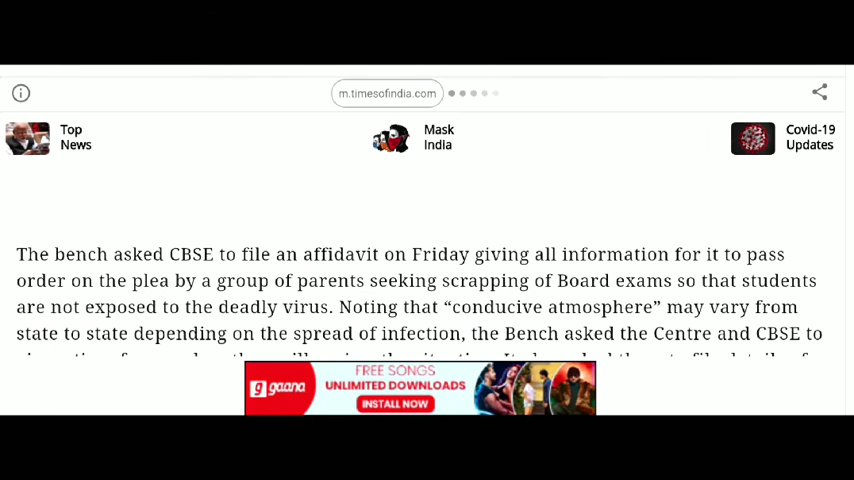 m.timesofindia.com
Top
News
Mask
India
Covid-19
Updates
The bench asked CBSE to file an affidavit on Friday giving all information for it to pass
order on the plea by a group of parents seeking scrapping of Board exams so that students
are not exposed to the deadly virus. Noting that “conducive atmosphere” may vary from
state to state depending on the spread of infection, the Bench asked the Centre and CBSE to
gaana
FREE SONGS
UNLIMITED DOWNLOADS
INSTALL NOW